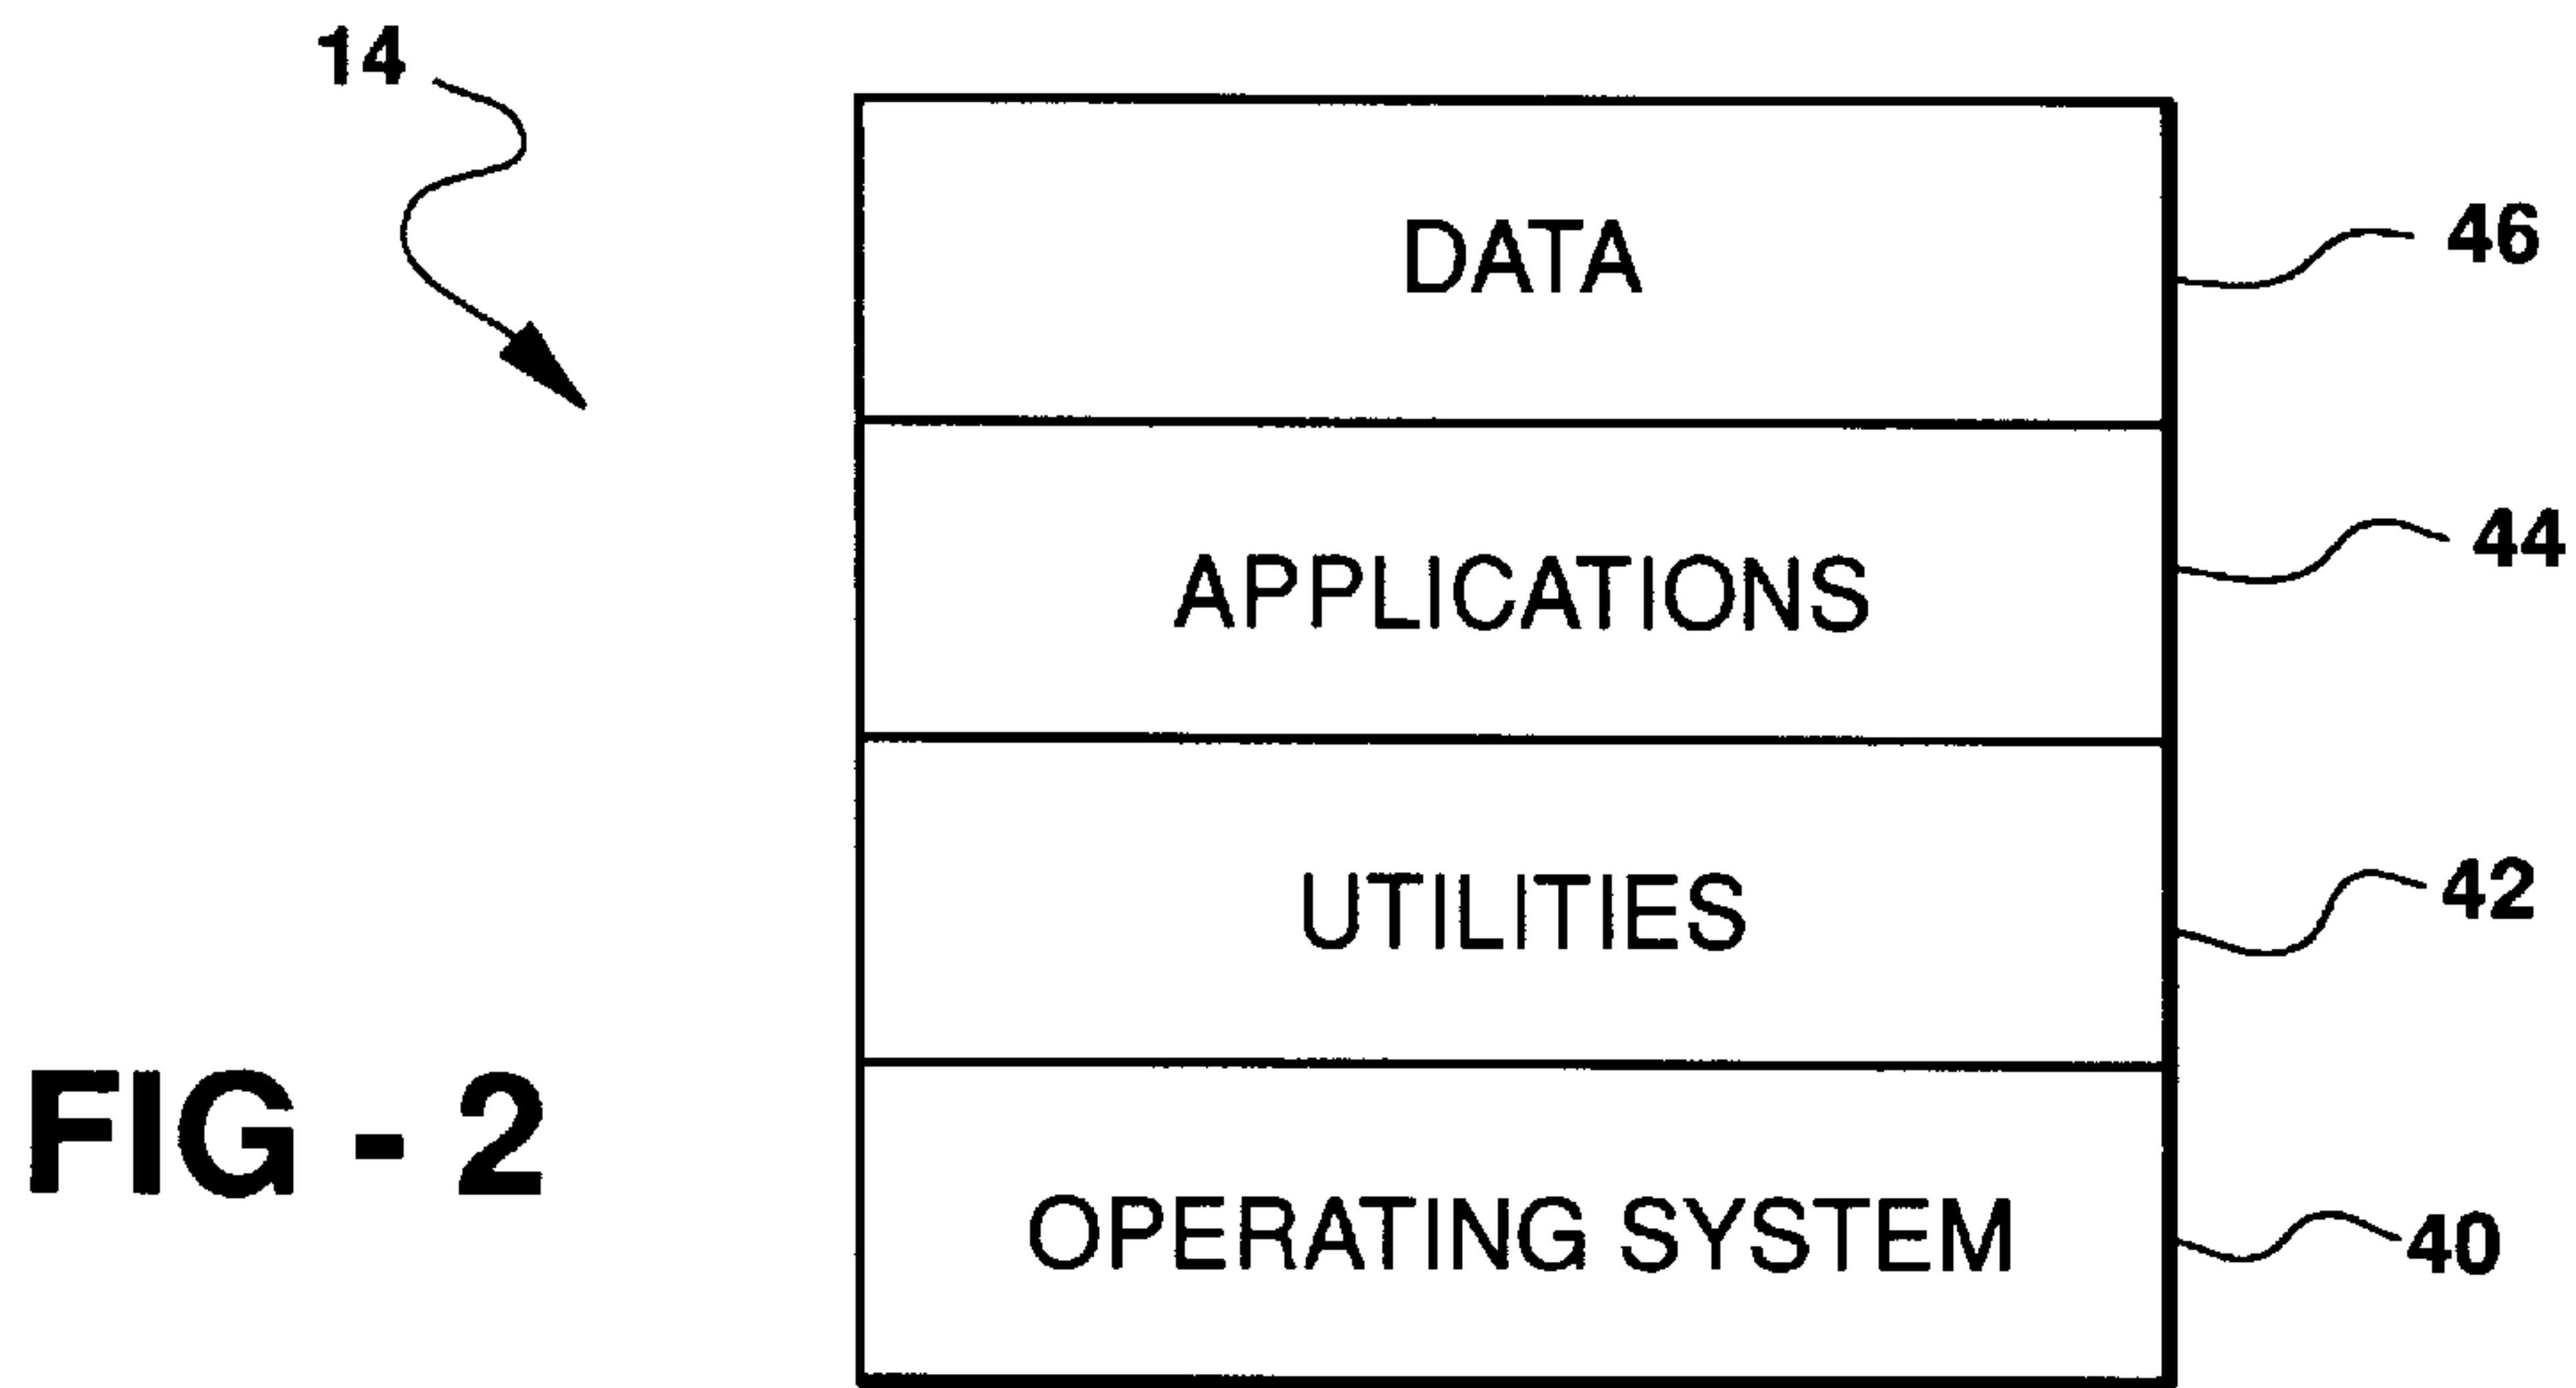 14
DATA
46
APPLICATIONS
44
UTILITIES
42
FIG - 2
OPERATING SYSTEM
40